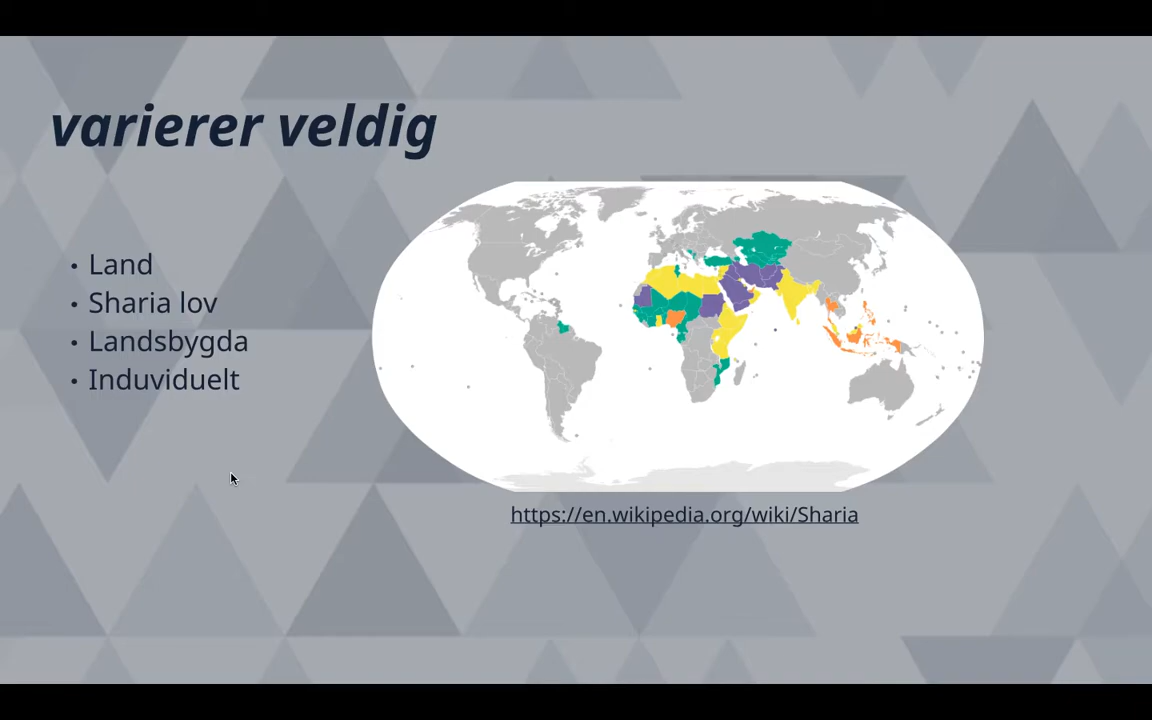 varierer veldig
• Land
• Sharia lov
• Landsbygda
• Induviduelt
https://en.wikipedia.org/wiki/Sharia